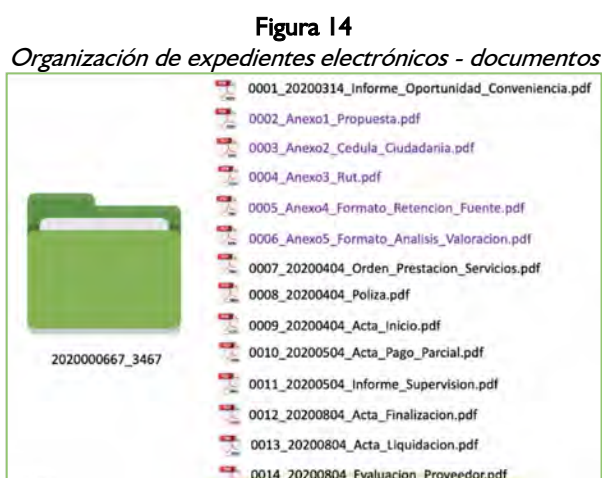 Figura 14
Organización de expedientes electrónicos - documentos
0001_20200314_Informe_Oportunidad_Conveniencia.pdf
0002_Anexo1_Propuesta.pdf
0003_Anexo2_Cedula_Ciudadania.pdf
0004_Anexo3_Rut.pdf
0005_Anexo4_Formato_Retencion_Fuente.pdf
0006_Anexo5_Formato_Analisis_Valoracion.pdf
0007_20200404_Orden_Prestacion_Servicios.pdf
0008_20200404_Poliza.pdf
0009_20200404_Acta_Inicio.pdf
2020000667_3467
0010_20200504_Acta_Pago_Parcial.pdf
0011_20200504_Informe_Supervision.pdf
0012_20200804_Acta_Finalizacion.pdf
0013_20200804_Acta_Liquidacion.pdf
0014_20200804_Evaluacion_Proveedor.pdf